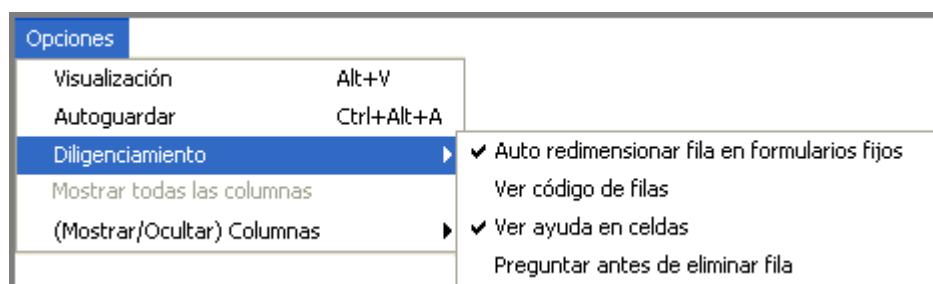 Opciones
Visualización Alt+V
Autoguardar Ctrl+Alt+A
Diligenciamiento
Mostrar todas las columnas
(Mostrar/Ocultar) Columnas
Auto redimensionar fila en formularios fijos
Ver código de filas
Ver ayuda en celdas
Preguntar antes de eliminar fila